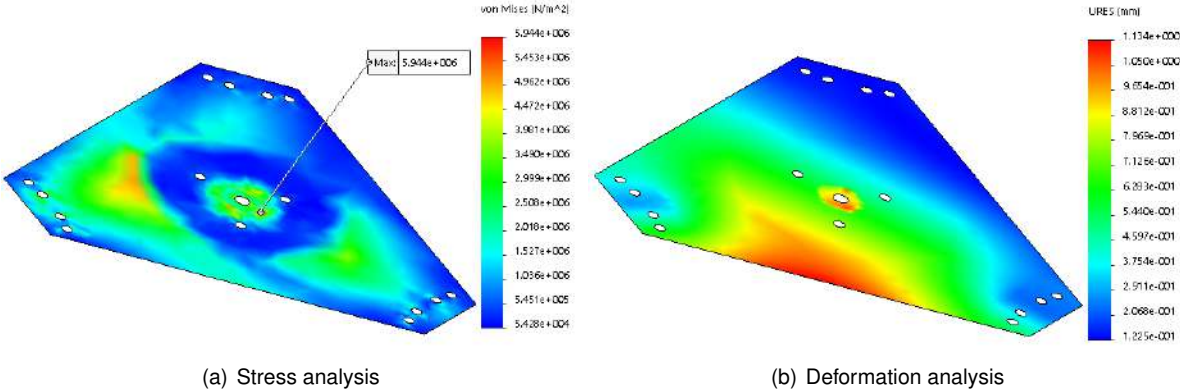 von Mises (N/m^2)
5.944e+006
5.453e+006
4.962e+006
4.472e+006
3.981e+006
3.490e+006
2.999e+006
2.508e+006
2.018e+006
1.527e+006
1.036e+006
5.451e+005
5.428e+004
Max: 5.944e+006
(a) Stress analysis
URES (mm)
1.134e+000
1.050e+000
9.812e-001
7.969e-001
7.126e-001
6.283e-001
5.440e-001
4.597e-001
3.754e-001
2.911e-001
2.068e-001
1.225e-001
(b) Deformation analysis